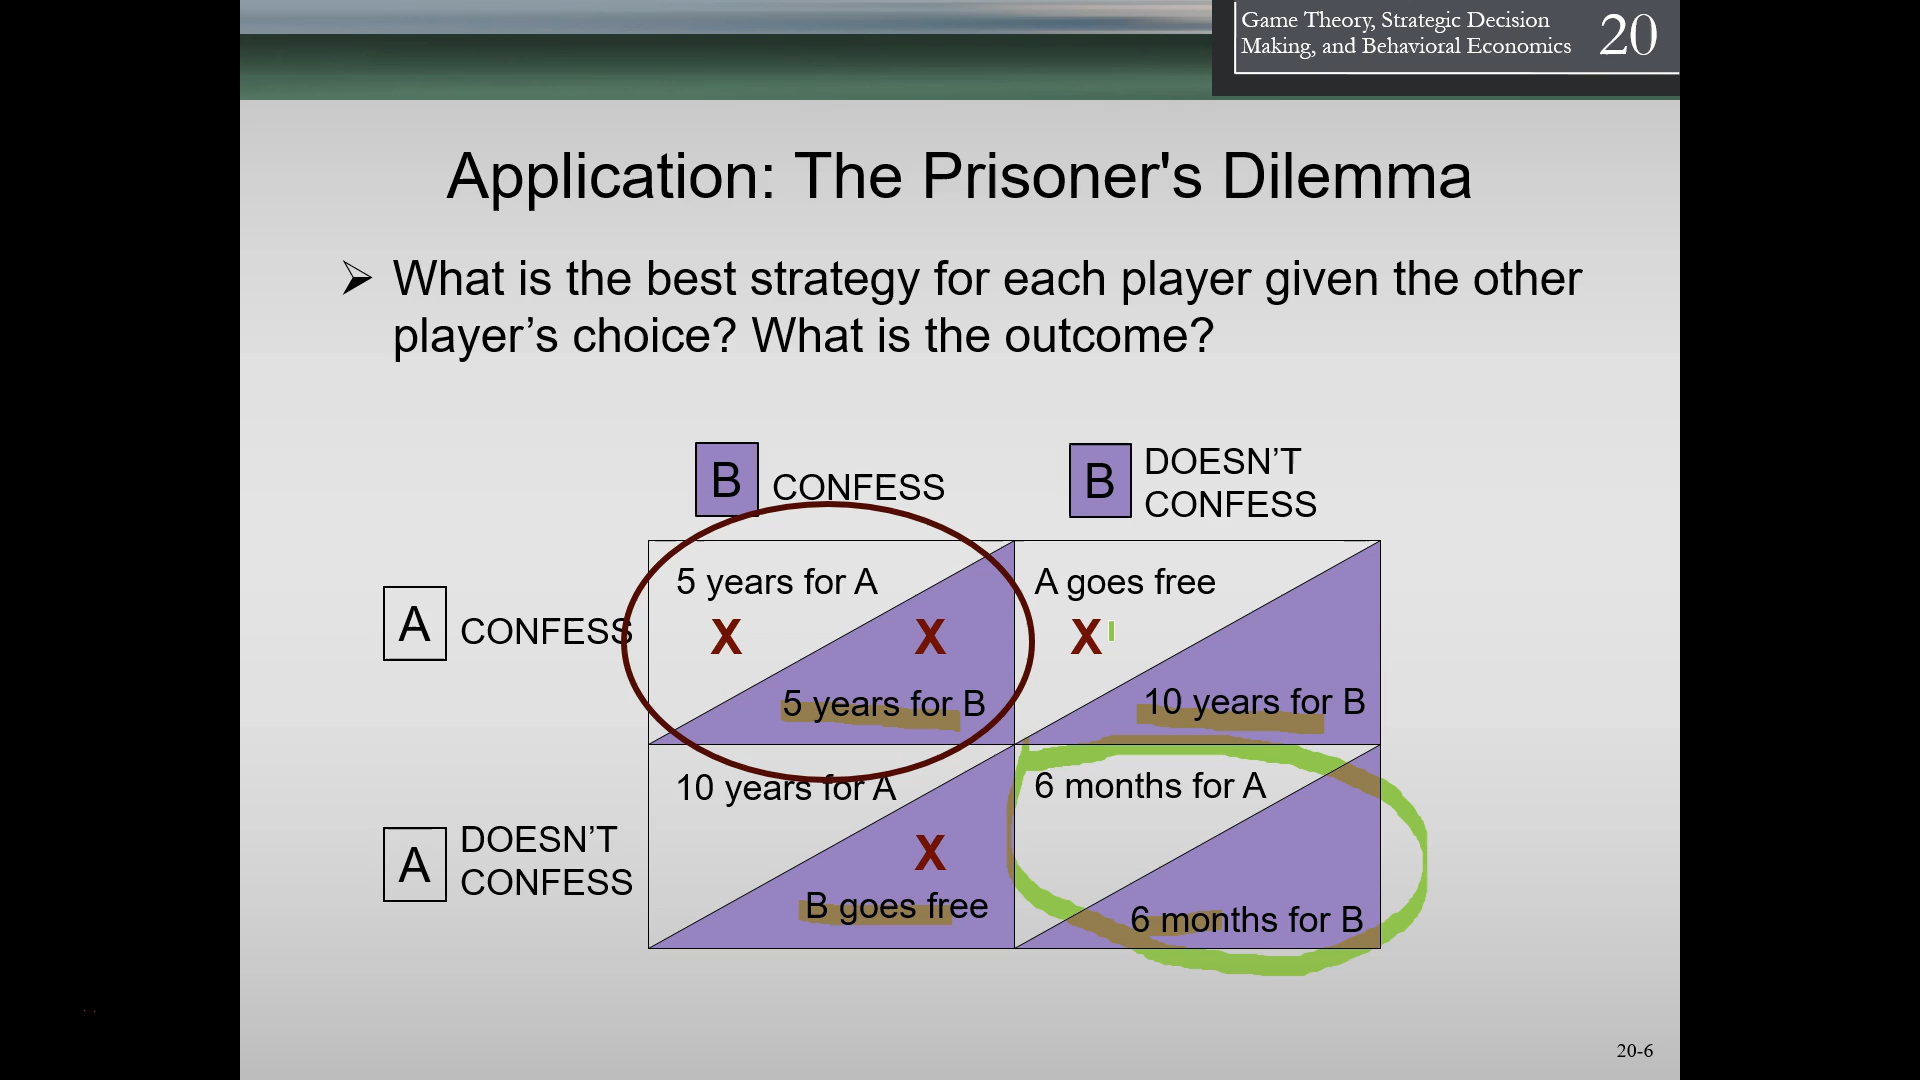 Game Theory, Strategic Decision
Making, and Behavioral Economics
20
Application: The Prisoner's Dilemma
What is the best strategy for each player given the other
player’s choice? What is the outcome?
B CONFESS
B DOESN’T
CONFESS
A CONFESS
5 years for A
X X
5 years for B
A goes free
X
10 years for B
A DOESN’T
CONFESS
10 years for A
X
B goes free
6 months for A
6 months for B
20-6